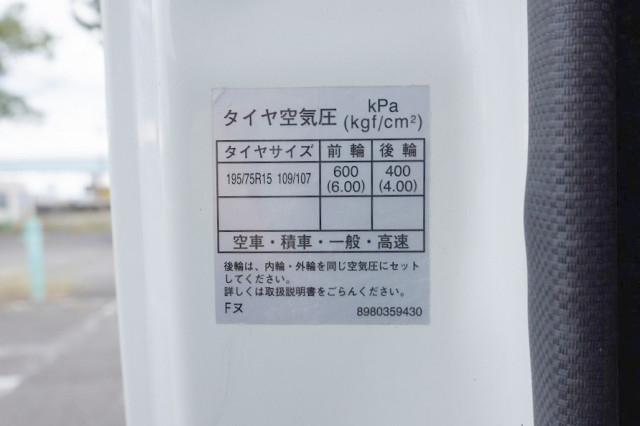 タイヤ空気圧 kPa (kgf/cm²)
タイヤサイズ 前輪 後輪
195/75R15 109/107 600 (6.00) 400 (4.00)
空車・積車・一般・高速
後輪は、内輪・外輪を同じ空気圧にセット
してください。
詳しくは取扱説明書をごらんください。
Fヌ 8980359430